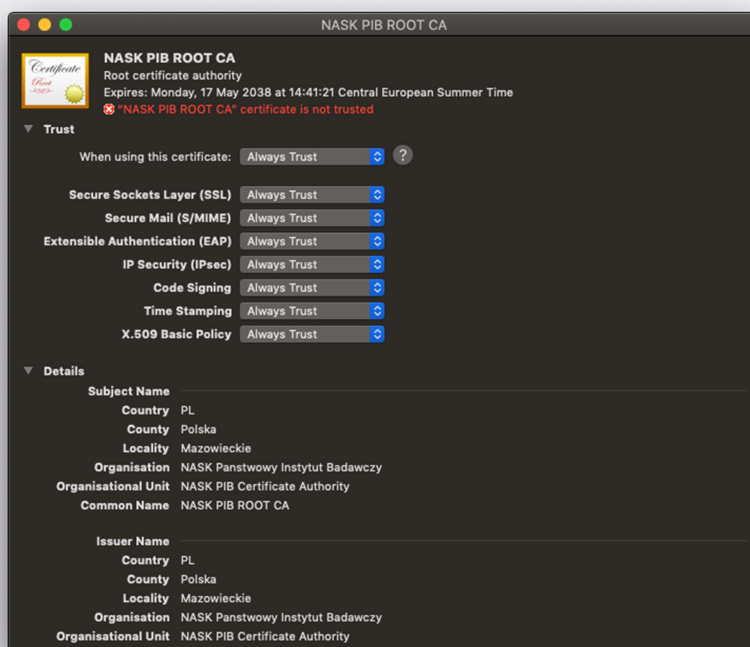 NASK PIB ROOT CA
Certificate
Root
NASK PIB ROOT CA
Root certificate authority
Expires: Monday, 17 May 2038 at 14:41:21 Central European Summer Time
"NASK PIB ROOT CA" certificate is not trusted
Trust
When using this certificate: Always Trust ?
Secure Sockets Layer (SSL) Always Trust
Secure Mail (S/MIME) Always Trust
Extensible Authentication (EAP) Always Trust
IP Security (IPsec) Always Trust
Code Signing Always Trust
Time Stamping Always Trust
X.509 Basic Policy Always Trust
Details
Subject Name
Country PL
County Polska
Locality Mazowieckie
Organisation NASK Panstwowy Instytut Badawczy
Organisational Unit NASK PIB Certificate Authority
Common Name NASK PIB ROOT CA
Issuer Name
Country PL
County Polska
Locality Mazowieckie
Organisation NASK Panstwowy Instytut Badawczy
Organisational Unit NASK PIB Certificate Authority